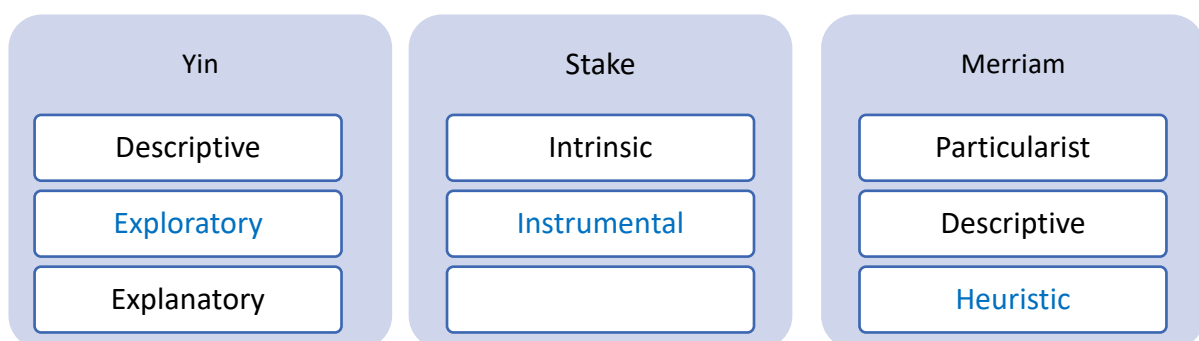 Yin
Descriptive
Exploratory
Explanatory
Stake
Intrinsic
Instrumental
Merriam
Particularist
Descriptive
Heuristic